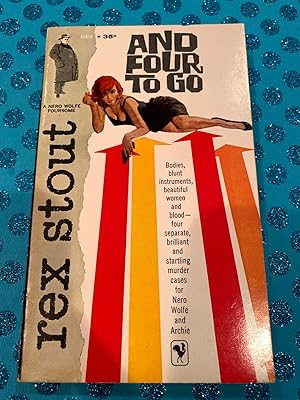 35¢
A NERO WOLFE
FOURSOME
AND
FOUR
TO GO
rex stout
Bodies,
blunt
instruments,
beautiful
women
and
blood—
four
separate,
brilliant
and
startling
murder
cases
for
Nero
Wolfe
and
Archie